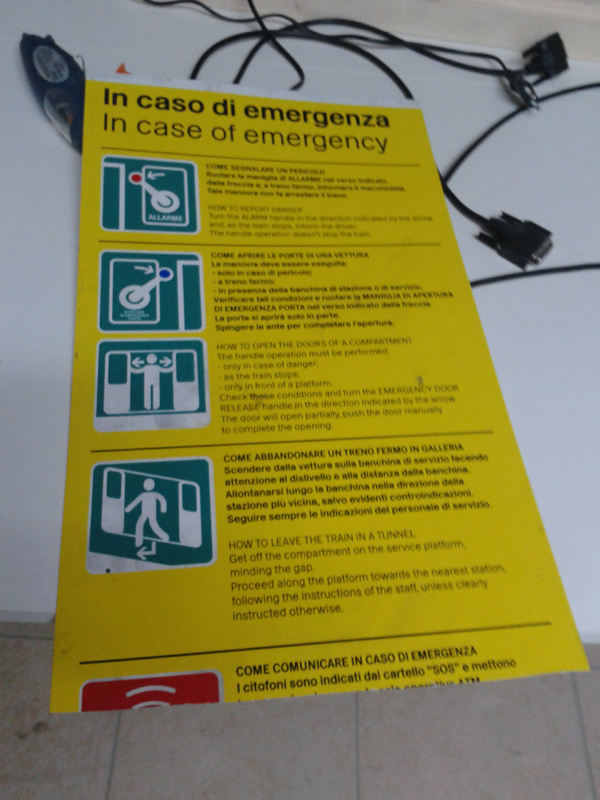 In caso di emergenza
In case of emergency
COME SEGNALARE UN PERICOLO
Ruotare la maniglia di ALLARME nel verso indicato
della freccia e, a treno fermo, informare il macchinista.
Tale manovra non fa arrestare il treno.
HOW TO REPORT DANGER
Turn the ALARM handle in the direction indicated by the arrow
and, as the train stops, inform the driver.
The handle operation doesn't stop the train.
ALLARME
COME APRIRE LE PORTE DI UNA VETTURA
La manovra deve essere eseguita:
- solo in caso di pericolo;
- a treno fermo;
- in presenza della banchina di stazione o di servizio.
Verificare tali condizioni e ruotare la MANIGLIA DI APERTURA
DI EMERGENZA PORTA nel verso indicato della freccia.
La porta si aprirà solo in parte.
Spingere le ante per completare l'apertura.
HOW TO OPEN THE DOORS OF A COMPARTMENT
The handle operation must be performed:
- only in case of danger;
- as the train stops;
- only in front of a platform.
Check these conditions and turn the EMERGENCY DOOR
RELEASE handle in the direction indicated by the arrow.
The door will open partially, push the door manually
to complete the opening.
COME ABBANDONARE UN TRENO FERMO IN GALLERIA
Scendere dalla vettura sulla banchina di servizio facendo
attenzione al dislivello e alla distanza dalla banchina.
Allontanarsi lungo la banchina nella direzione della
stazione più vicina, salvo evidenti controindicazioni.
Seguire sempre le indicazioni del personale di servizio.
HOW TO LEAVE THE TRAIN IN A TUNNEL
Get off the compartment on the service platform,
minding the gap.
Proceed along the platform towards the nearest station,
following the instructions of the staff, unless clearly
instructed otherwise.
COME COMUNICARE IN CASO DI EMERGENZA
I citofoni sono indicati dal cartello "SOS" e mettono
operativa ATM